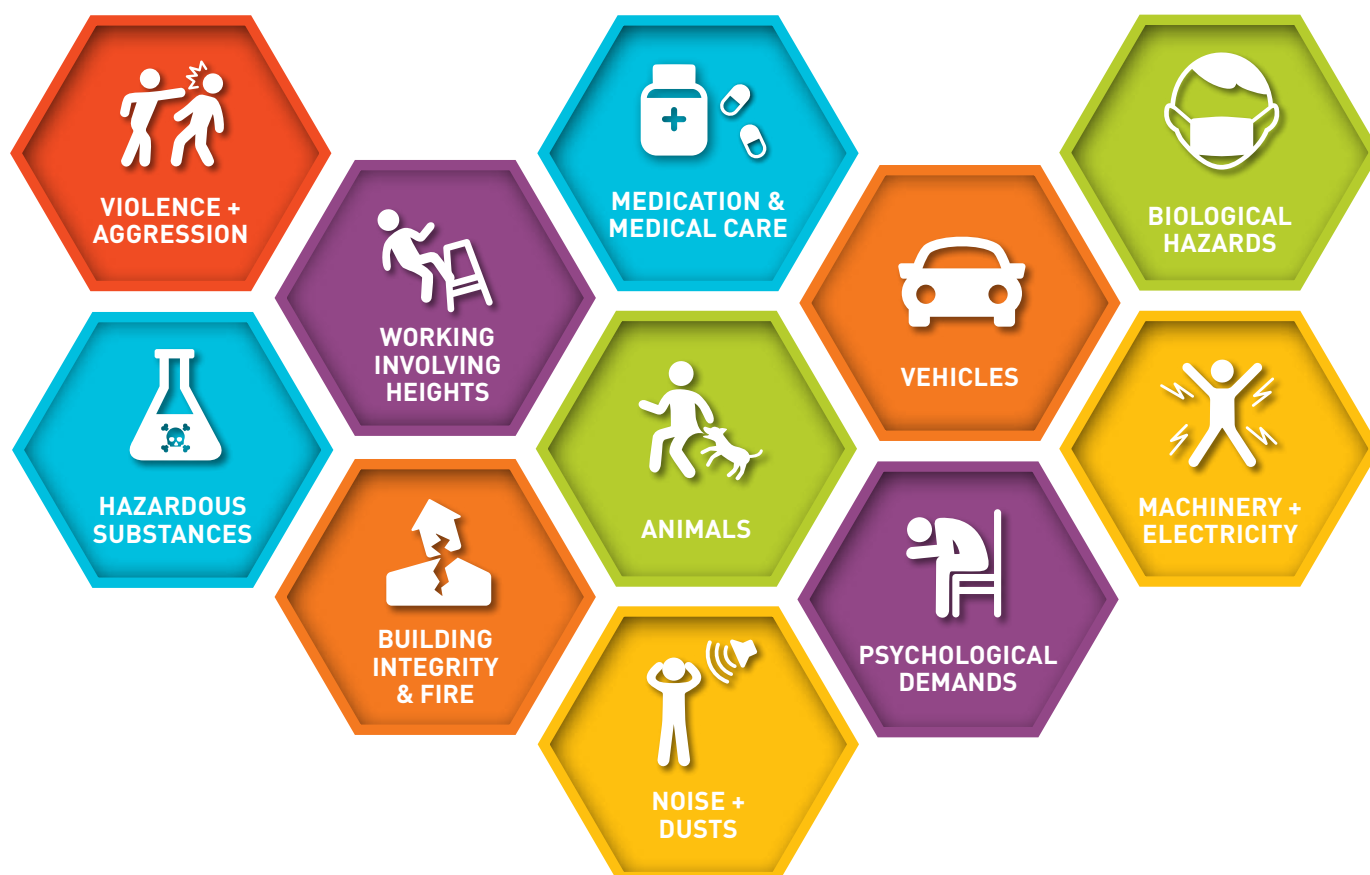 VIOLENCE +
AGGRESSION
MEDICATION &
MEDICAL CARE
BIOLOGICAL
HAZARDS
WORKING
INVOLVING
HEIGHTS
VEHICLES
HAZARDOUS
SUBSTANCES
ANIMALS
MACHINERY +
ELECTRICITY
BUILDING
INTEGRITY
& FIRE
PSYCHOLOGICAL
DEMANDS
NOISE +
DUSTS